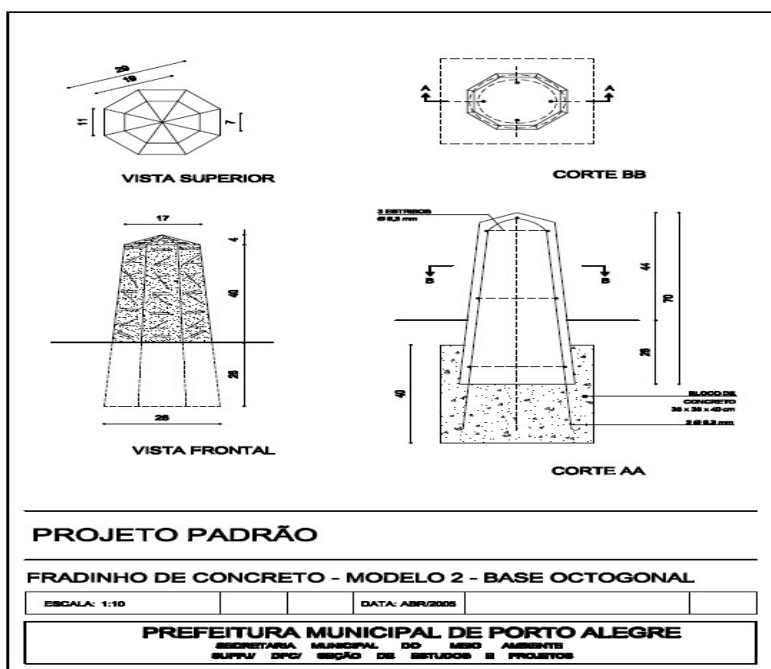 29
19
11
7
VISTA SUPERIOR
A A
CORTE BB
17
4
40
26
26
VISTA FRONTAL
3 ESTRIBOS
B B
44
70
26
40
BLOCO DE
CONCRETO
CORTE AA
PROJETO PADRÃO
FRADINHO DE CONCRETO - MODELO 2 - BASE OCTOGONAL
ESCALA: 1:10 DATA: ABR/2005
PREFEITURA MUNICIPAL DE PORTO ALEGRE
SECRETARIA MUNICIPAL DO MEIO AMBIENTE
SEÇÃO DE ESTUDOS E PROJETOS